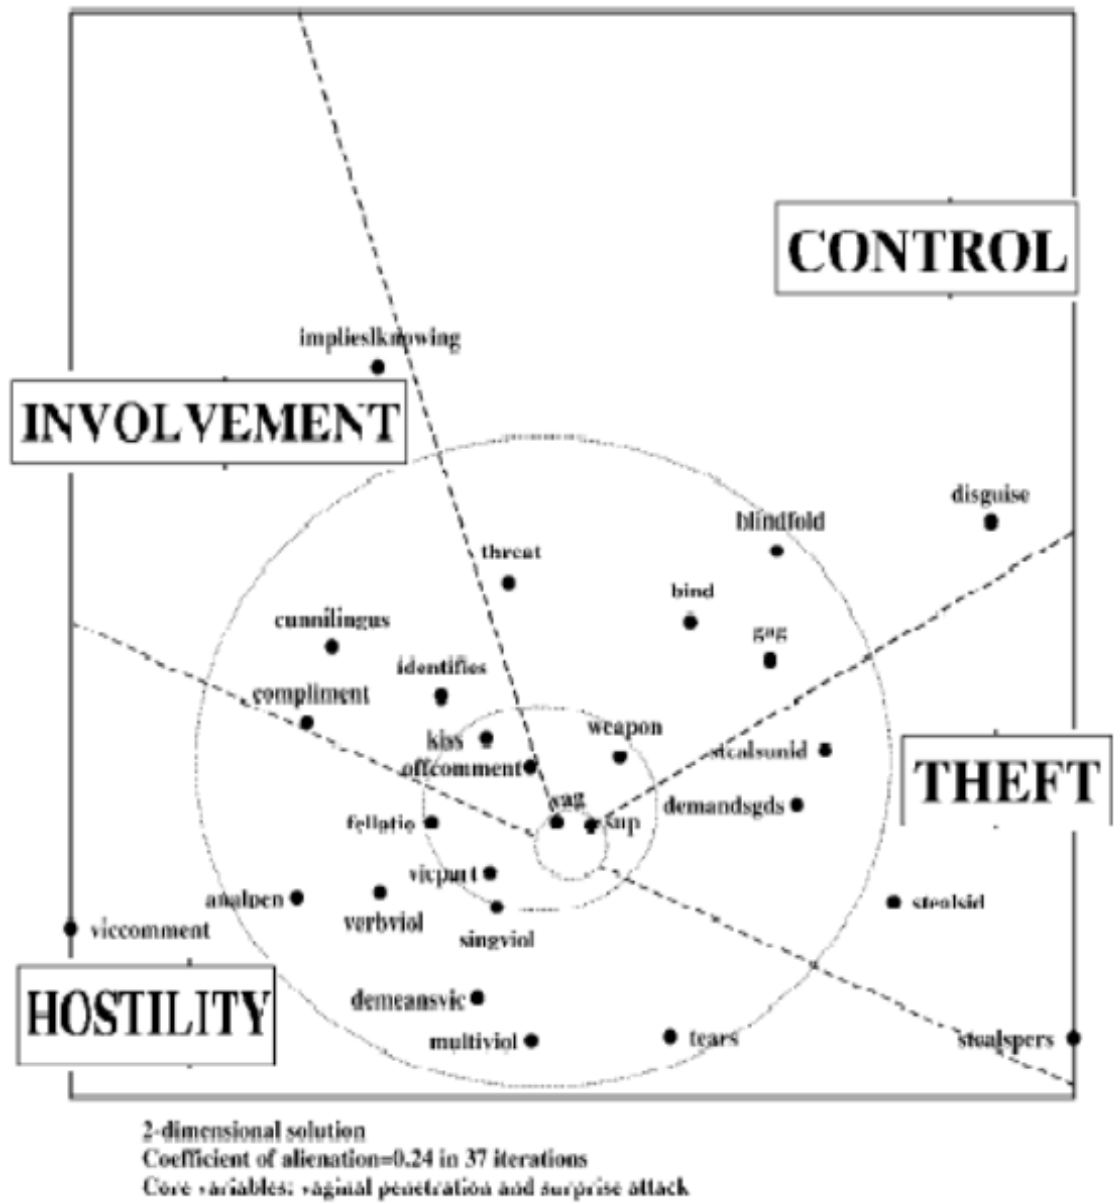 CONTROL
implieslknowing
INVOLVEMENT
disguise
blindfold
threat
bind
cunnilingus
gag
identifies
compliment
weapon
kiss
stealsunid
offcomment
THEFT
vag
demandsgds
fellatio
sup
vicpart
analpen
stealsid
verbviol
viccomment
singviol
HOSTILITY
demeansvic
multiviol
tears
stealspers
2-dimensional solution
Coefficient of alienation=0.24 in 37 iterations
Core variables: vaginal penetration and surprise attack